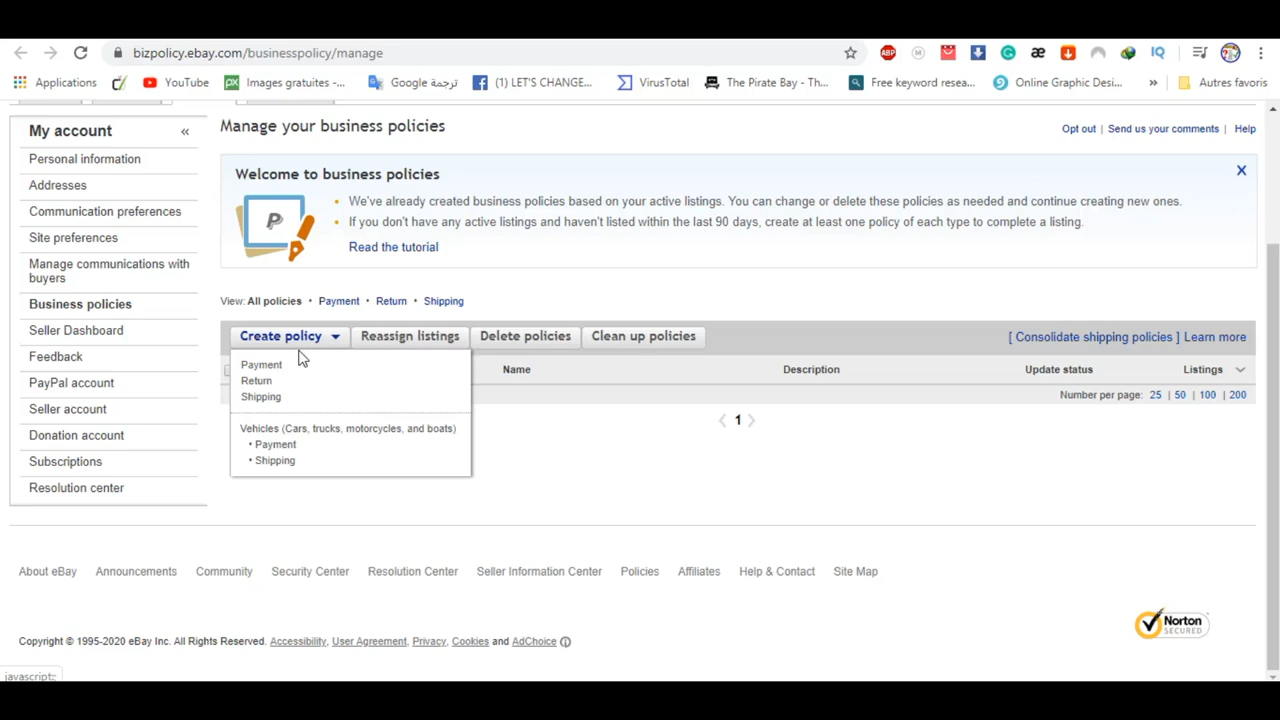 bizpolicy.ebay.com/businesspolicy/manage
Applications YouTube Images gratuites -... Google ترجمة (1) LET'S CHANGE... VirusTotal The Pirate Bay - Th... Free keyword resea... Online Graphic Desi... » Autres favoris
My account «
Personal information
Addresses
Communication preferences
Site preferences
Manage communications with
buyers
Business policies
Seller Dashboard
Feedback
PayPal account
Seller account
Donation account
Subscriptions
Resolution center
Manage your business policies
Opt out | Send us your comments | Help
Welcome to business policies
X
• We've already created business policies based on your active listings. You can change or delete these policies as needed and continue creating new ones.
• If you don't have any active listings and haven't listed within the last 90 days, create at least one policy of each type to complete a listing.
Read the tutorial
View: All policies • Payment • Return • Shipping
Create policy Reassign listings Delete policies Clean up policies [ Consolidate shipping policies ] Learn more
Name Description Update status Listings
Number per page: 25 | 50 | 100 | 200
1
Payment
Return
Shipping
Vehicles (Cars, trucks, motorcycles, and boats)
• Payment
• Shipping
About eBay Announcements Community Security Center Resolution Center Seller Information Center Policies Affiliates Help & Contact Site Map
Norton
SECURED
Copyright © 1995-2020 eBay Inc. All Rights Reserved. Accessibility, User Agreement, Privacy, Cookies and AdChoice
javascript:;